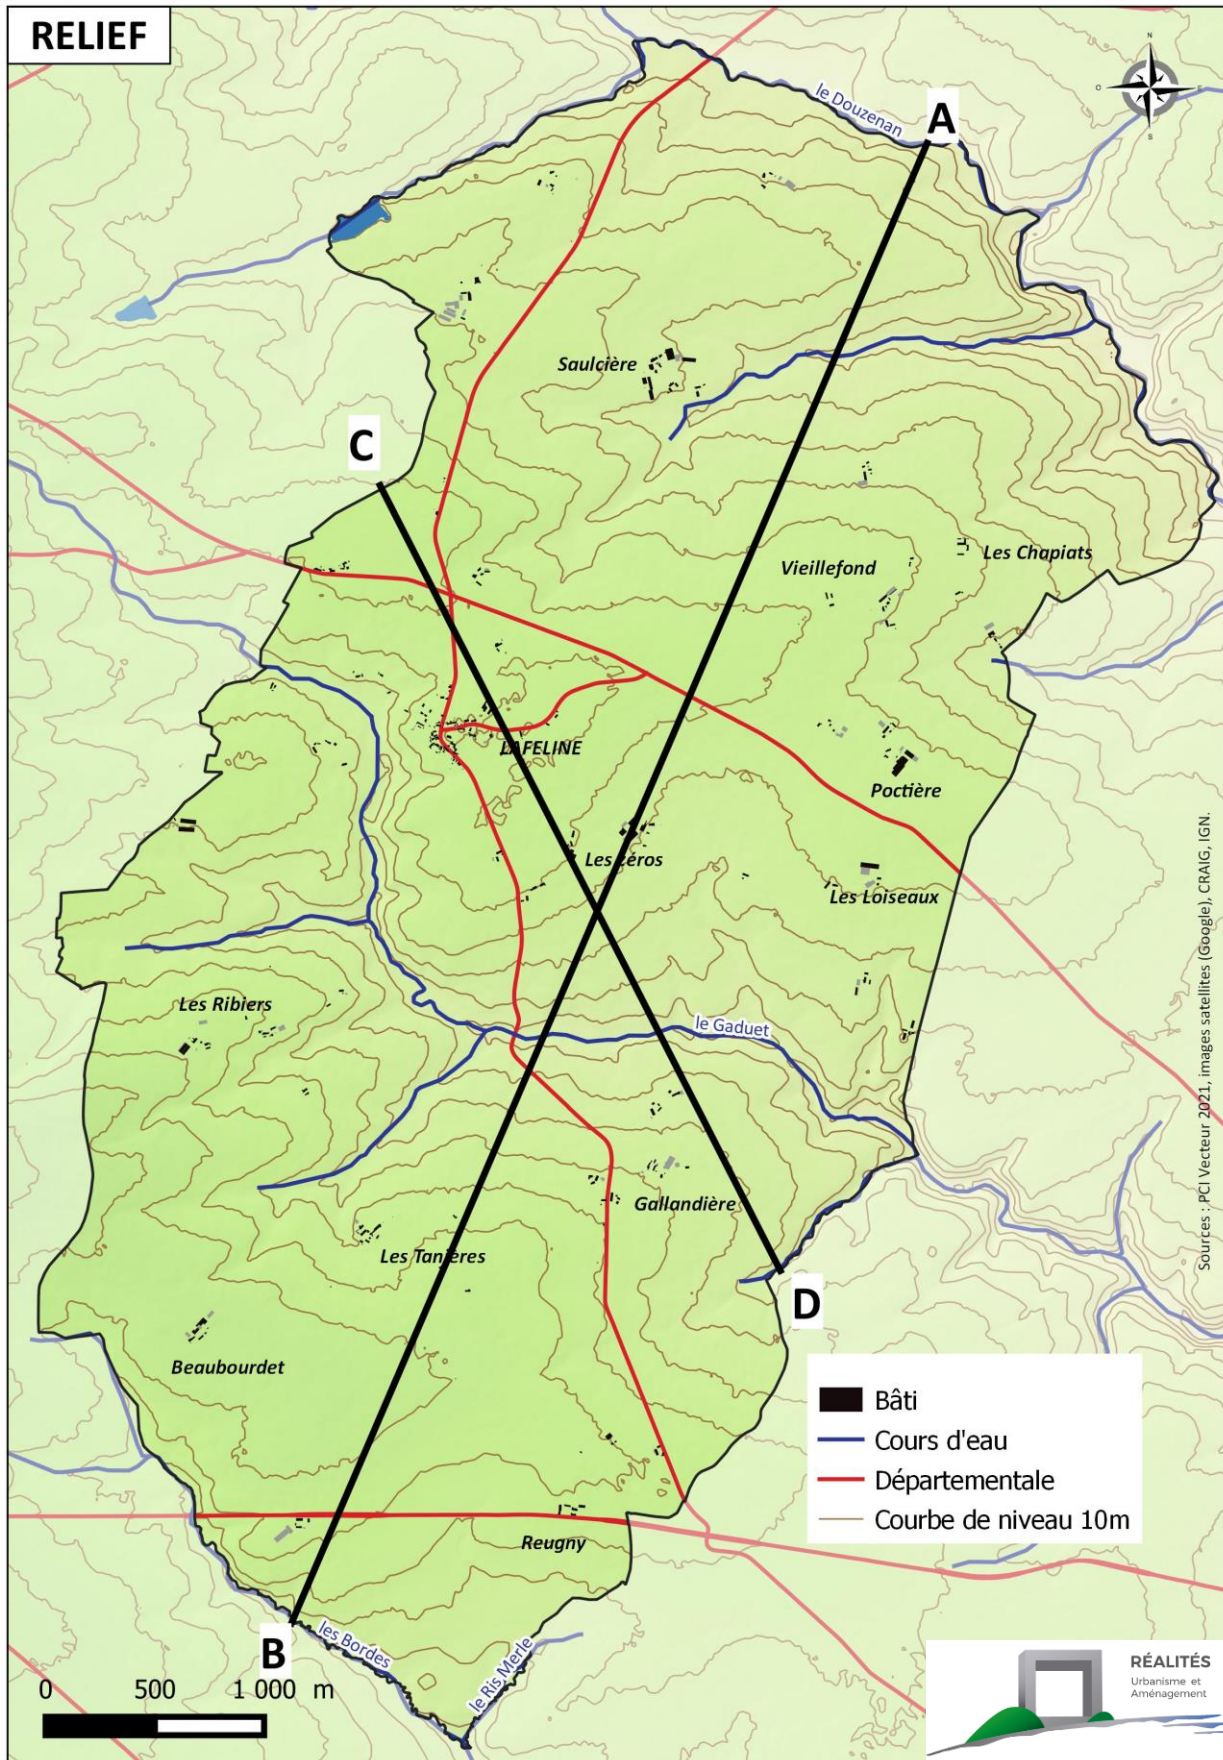 RELIEF
N
O
E
S
le Douzenan
A
Saulcière
C
Les Chapiats
Vieillefond
LAFELINE
Poctière
Les Zéros
Les Loiseaux
Les Ribiers
le Gaduet
Gallandière
Les Tanières
D
Beaubourdet
Bâti
Cours d'eau
Départementale
Courbe de niveau 10m
Reugny
les Bordes
B
le Ris Merle
0 500 1 000 m
Sources : PCI Vecteur 2021, images satellites (Google), CRAIG, IGN.
RÉALITÉS
Urbanisme et
Aménagement